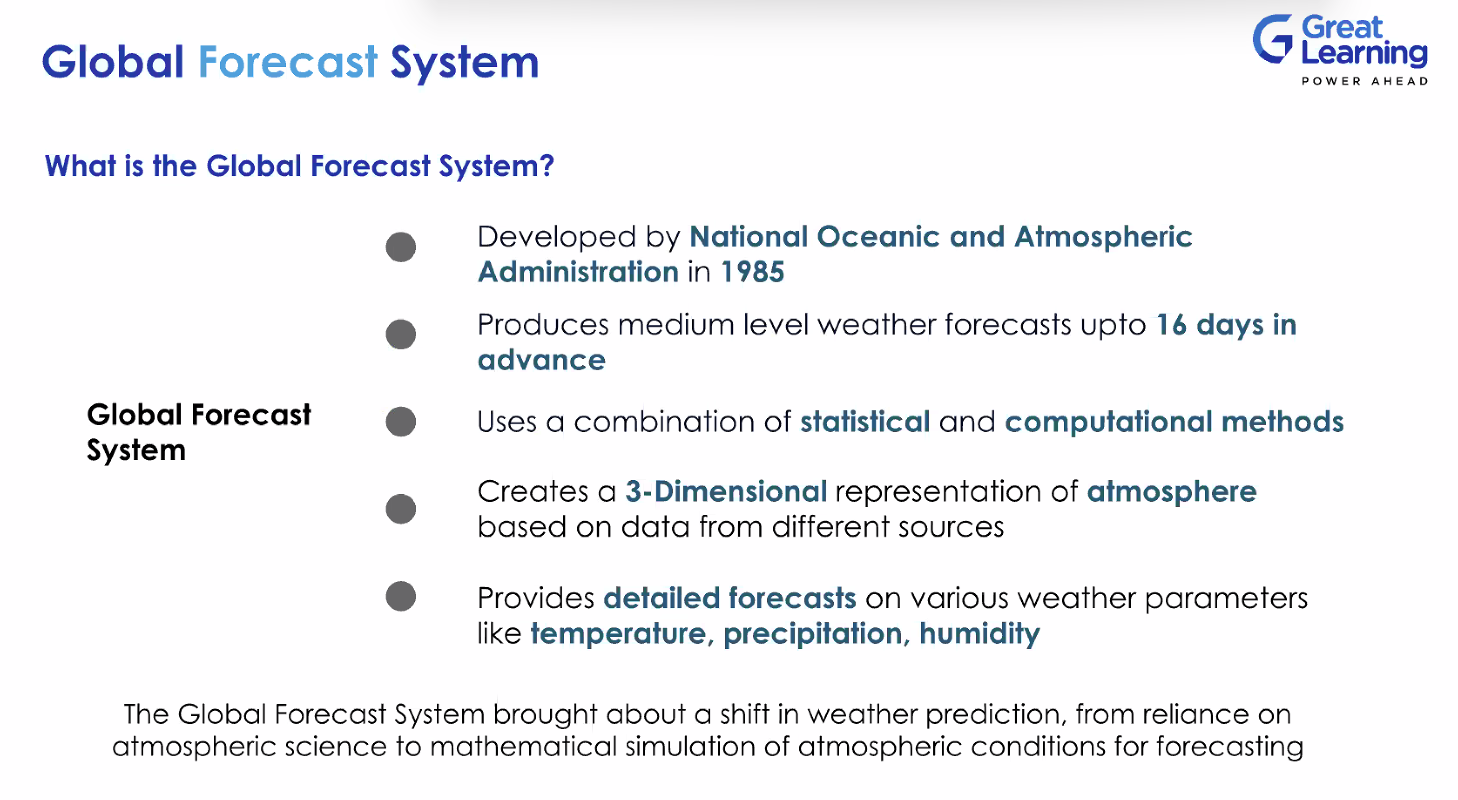 Global Forecast System
Great
Learning
POWER AHEAD
What is the Global Forecast System?
Global Forecast
System
Developed by National Oceanic and Atmospheric
Administration in 1985
Produces medium level weather forecasts upto 16 days in
advance
Uses a combination of statistical and computational methods
Creates a 3-Dimensional representation of atmosphere
based on data from different sources
Provides detailed forecasts on various weather parameters
like temperature, precipitation, humidity
The Global Forecast System brought about a shift in weather prediction, from reliance on
atmospheric science to mathematical simulation of atmospheric conditions for forecasting